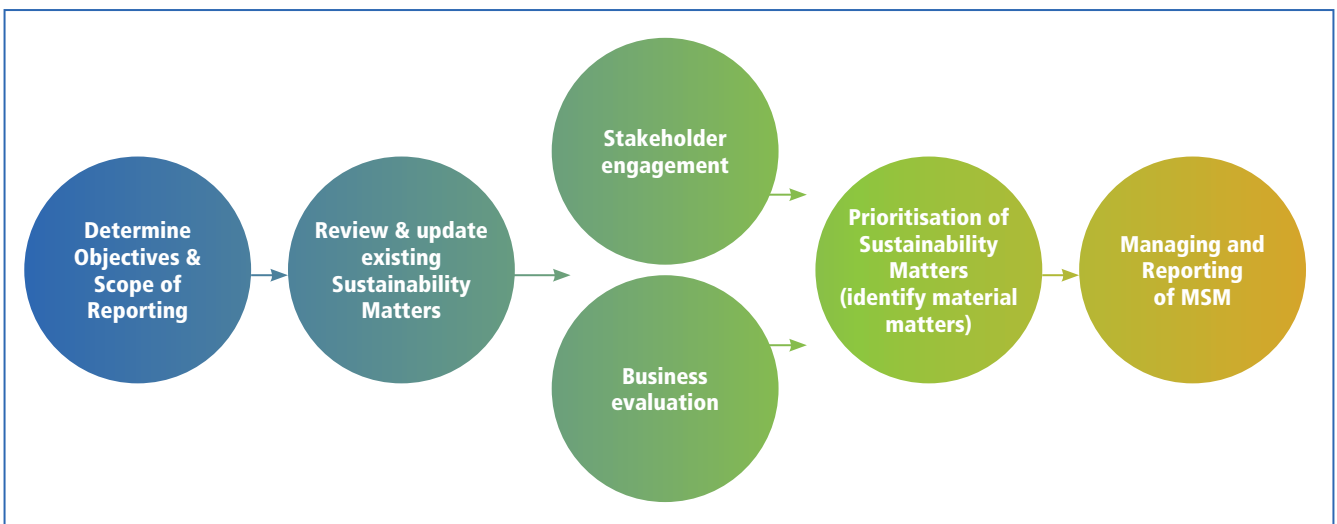 Determine
Objectives &
Scope of
Reporting
Review & update
existing
Sustainability
Matters
Stakeholder
engagement
Business
evaluation
Prioritisation of
Sustainability
Matters
(identify material
matters)
Managing and
Reporting
of MSM